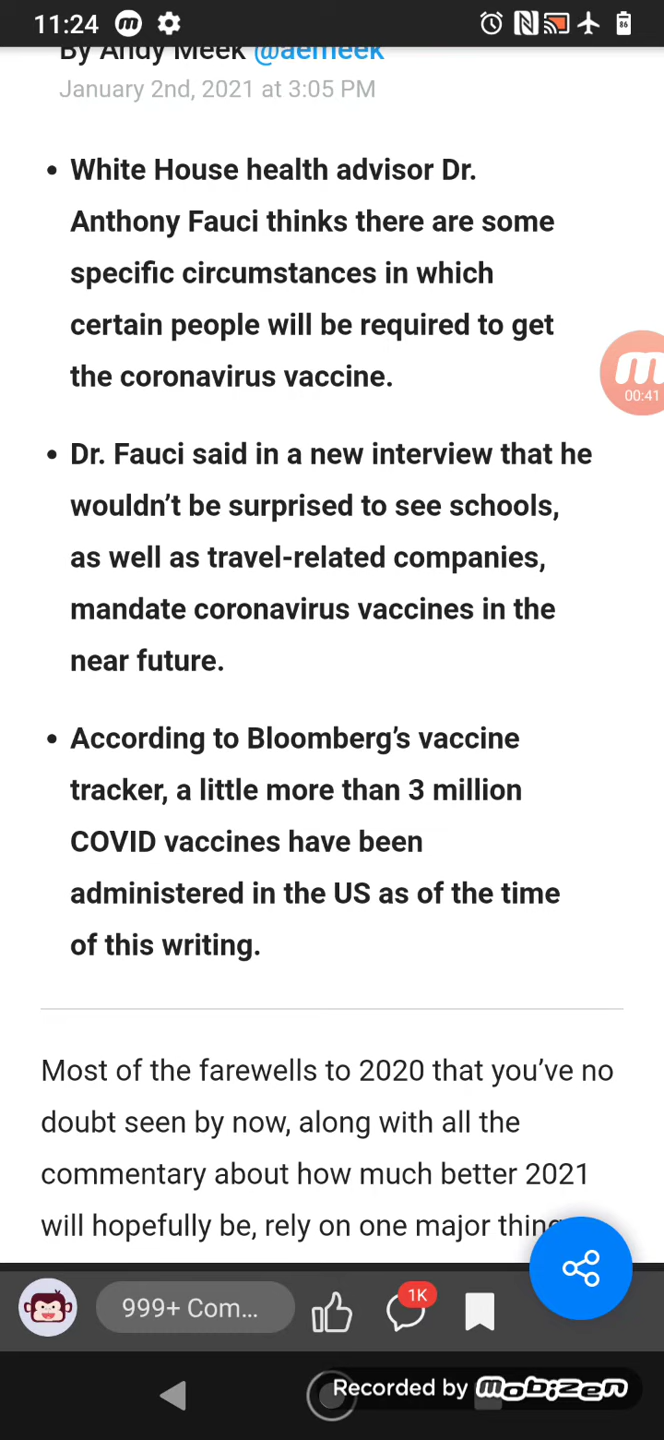 11:24
86
By Andy Meek @aemeek
January 2nd, 2021 at 3:05 PM
• White House health advisor Dr.
Anthony Fauci thinks there are some
specific circumstances in which
certain people will be required to get
the coronavirus vaccine.
m
00:41
• Dr. Fauci said in a new interview that he
wouldn’t be surprised to see schools,
as well as travel-related companies,
mandate coronavirus vaccines in the
near future.
• According to Bloomberg’s vaccine
tracker, a little more than 3 million
COVID vaccines have been
administered in the US as of the time
of this writing.
Most of the farewells to 2020 that you’ve no
doubt seen by now, along with all the
commentary about how much better 2021
will hopefully be, rely on one major thing
999+ Com...
1K
Recorded by mobizen